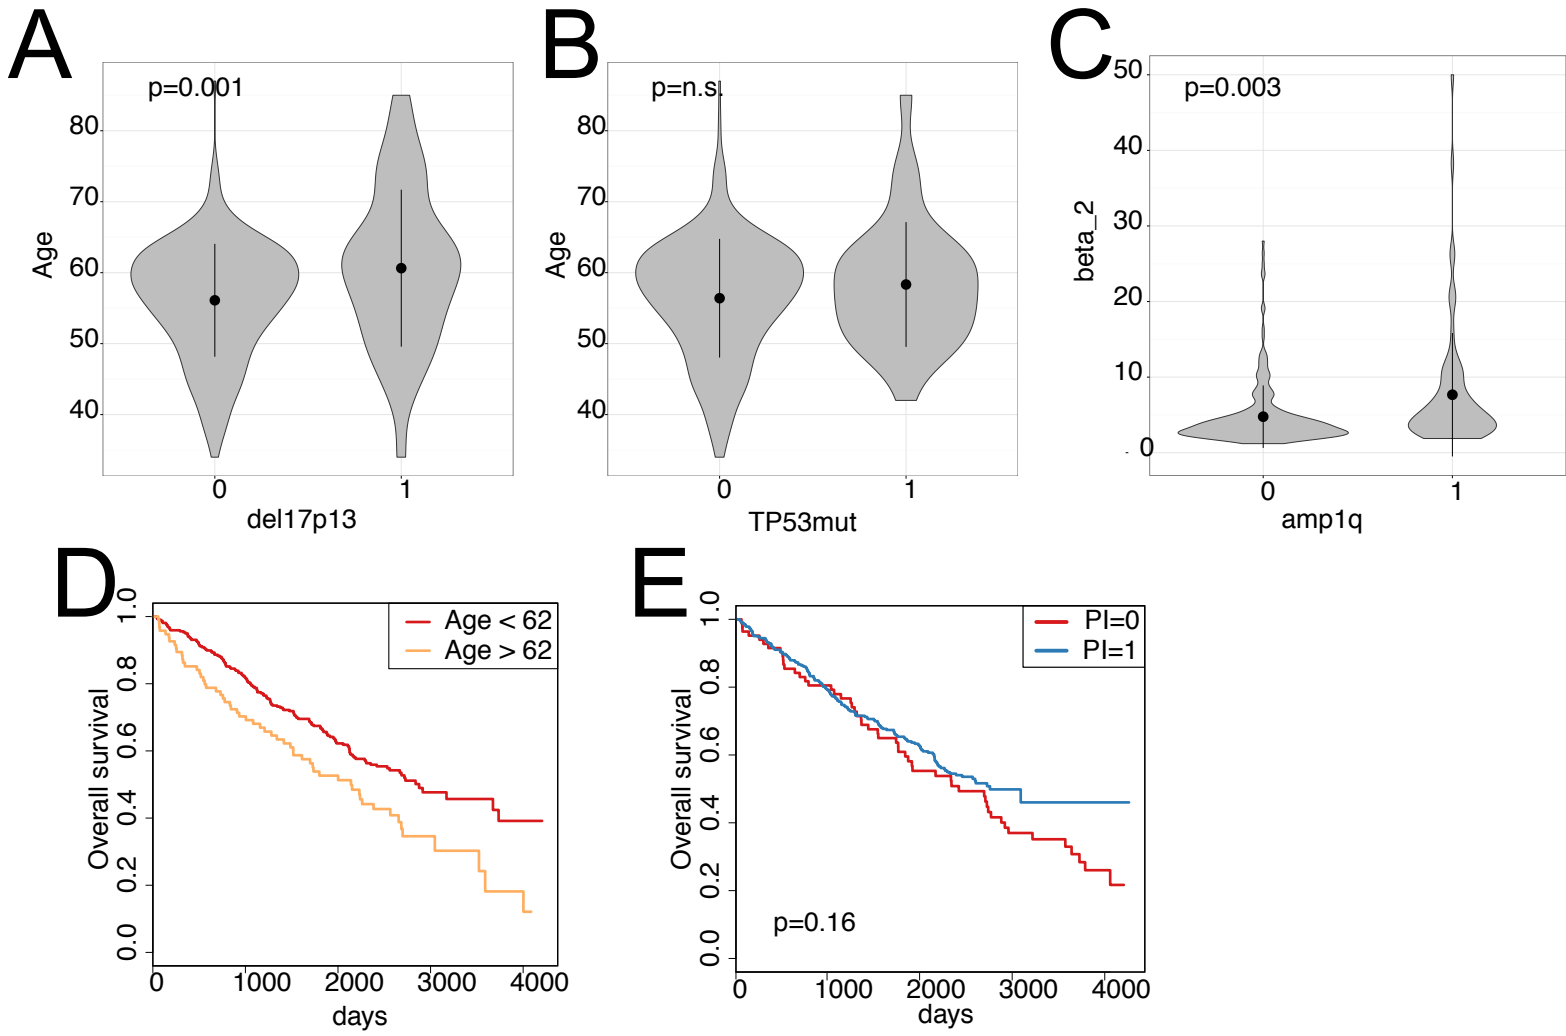 A
p=0.001
80
70
60
50
40
Age
0 1
del17p13
B
p=n.s.
80
70
60
50
40
Age
0 1
TP53mut
C
p=0.003
50
40
30
20
10
0
beta_2
0 1
amp1q
D
Age < 62
Age > 62
1.0
0.8
0.6
0.4
0.2
0.0
Overall survival
0 1000 2000 3000 4000
days
E
PI=0
PI=1
1.0
0.8
0.6
0.4
0.2
0.0
Overall survival
p=0.16
0 1000 2000 3000 4000
days